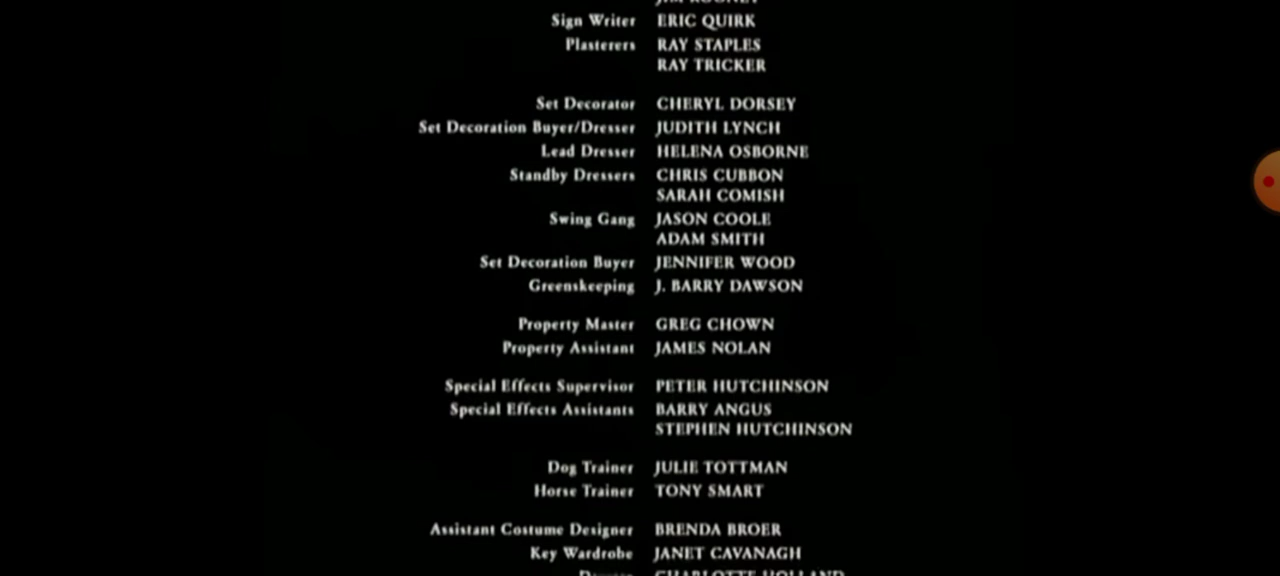 Sign Writer ERIC QUIRK
Plasterers RAY STAPLES
RAY TRICKER
Set Decorator CHERYL DORSEY
Set Decoration Buyer/Dresser JUDITH LYNCH
Lead Dresser HELENA OSBORNE
Standby Dressers CHRIS CUBBON
SARAH COMISH
Swing Gang JASON COOLE
ADAM SMITH
Set Decoration Buyer JENNIFER WOOD
Greenskeeping J. BARRY DAWSON
Property Master GREG CHOWN
Property Assistant JAMES NOLAN
Special Effects Supervisor PETER HUTCHINSON
Special Effects Assistants BARRY ANGUS
STEPHEN HUTCHINSON
Dog Trainer JULIE TOTTMAN
Horse Trainer TONY SMART
Assistant Costume Designer BRENDA BROER
Key Wardrobe JANET CAVANAGH
CHARLOTTE HOLLAND